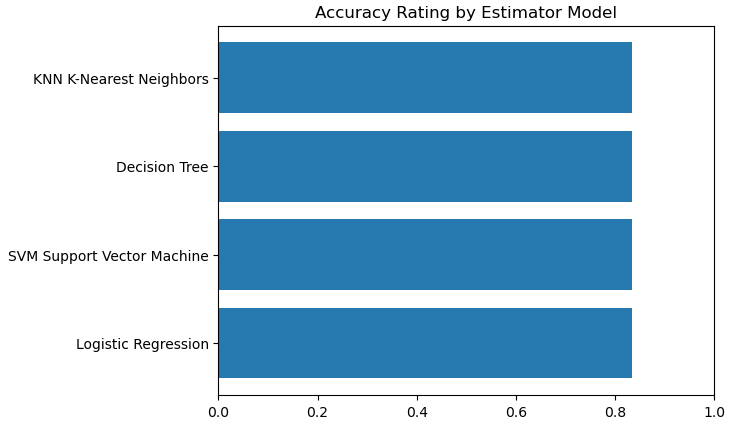 Accuracy Rating by Estimator Model
KNN K-Nearest Neighbors
Decision Tree
SVM Support Vector Machine
Logistic Regression
0.0 0.2 0.4 0.6 0.8 1.0